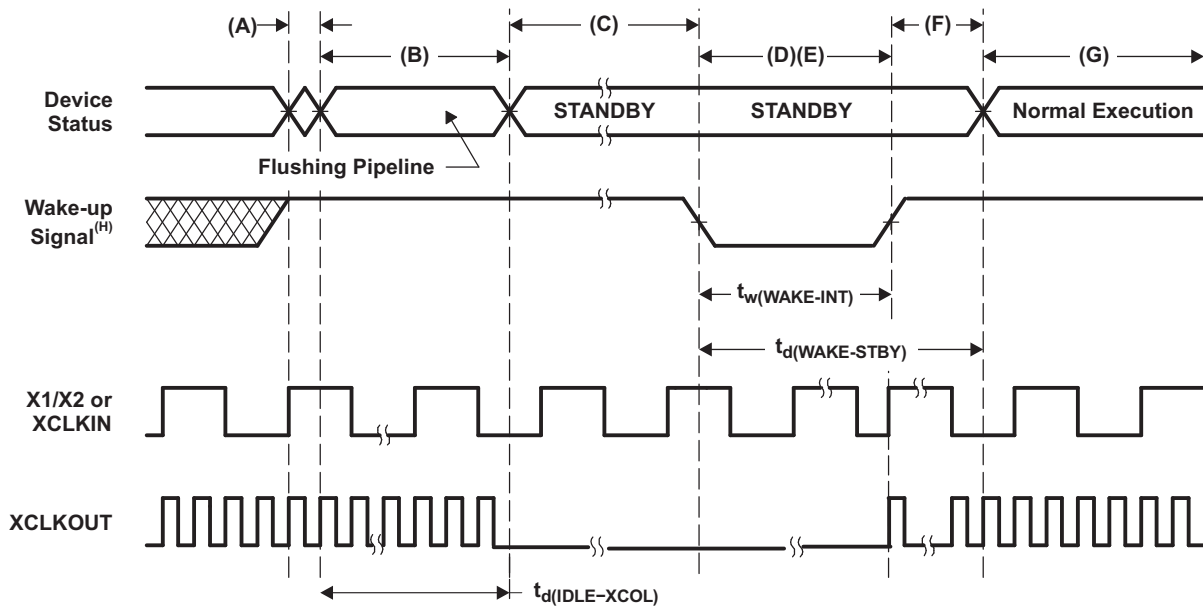 (A)
(C)
(F)
(B)
(D)(E)
(G)
Device
Status
STANDBY
STANDBY
Normal Execution
Flushing Pipeline
Wake-up
Signal(H)
tw(WAKE-INT)
td(WAKE-STBY)
X1/X2 or
XCLKIN
XCLKOUT
td(IDLE−XCOL)